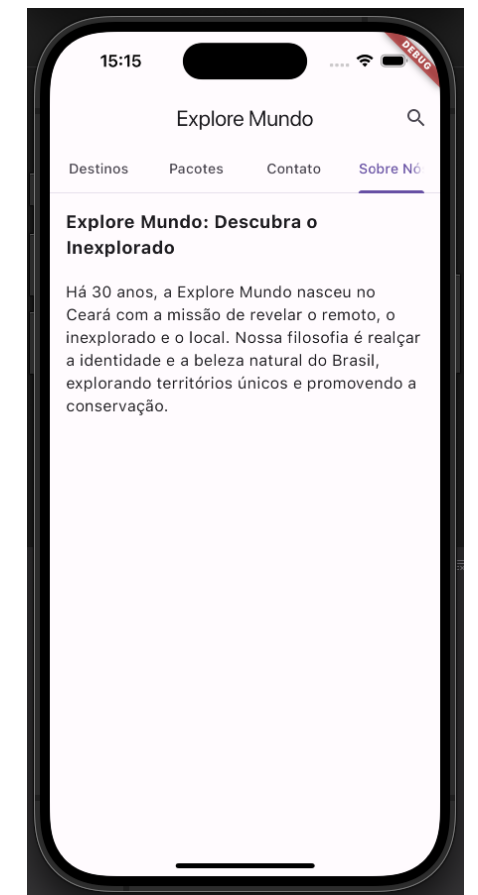 15:15
DEBUG
Explore Mundo
Destinos Pacotes Contato Sobre Nó
Explore Mundo: Descubra o
Inexplorado
Há 30 anos, a Explore Mundo nasceu no
Ceará com a missão de revelar o remoto, o
inexplorado e o local. Nossa filosofia é realçar
a identidade e a beleza natural do Brasil,
explorando territórios únicos e promovendo a
conservação.